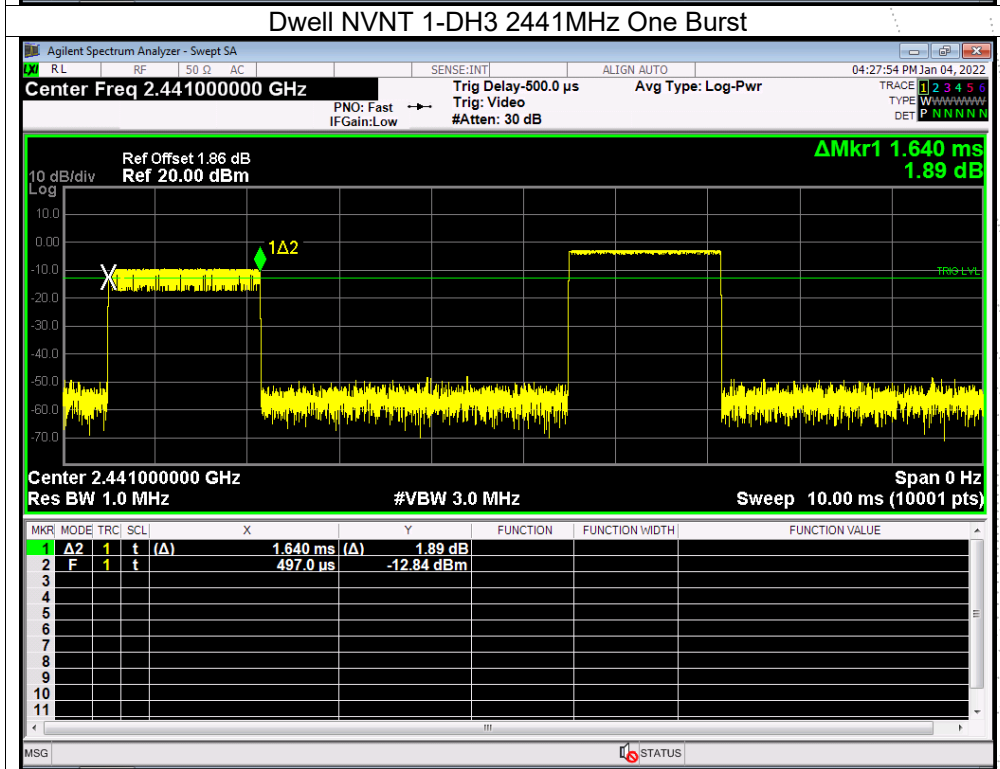 Dwell NVNT 1-DH3 2441MHz One Burst
Agilent Spectrum Analyzer - Swept SA
LXI RL RF 50 Ω AC SENSE:INT ALIGN AUTO 04:27:54 PM Jan 04, 2022
Center Freq 2.441000000 GHz
PNO: Fast
IFGain:Low
Trig Delay-500.0 µs
Trig: Video
#Atten: 30 dB
Avg Type: Log-Pwr
TRACE 1 2 3 4 5 6
TYPE WWWWWW
DET P N N N N N
ΔMkr1 1.640 ms
1.89 dB
Ref Offset 1.86 dB
10 dB/div Ref 20.00 dBm
Log
10.0
0.00
1Δ2
-10.0
TRIG LVL
-20.0
-30.0
-40.0
-50.0
-60.0
-70.0
Center 2.441000000 GHz Span 0 Hz
Res BW 1.0 MHz #VBW 3.0 MHz Sweep 10.00 ms (10001 pts)
MKR MODE TRC SCL X Y FUNCTION FUNCTION WIDTH FUNCTION VALUE
1 Δ2 1 t (Δ) 1.640 ms (Δ) 1.89 dB
2 F 1 t 497.0 µs -12.84 dBm
3
4
5
6
7
8
9
10
11
MSG STATUS